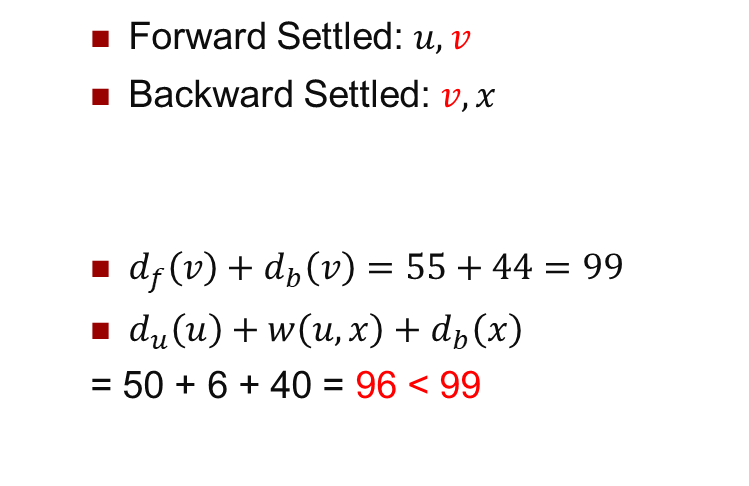 ▪ Forward Settled: u, v
▪ Backward Settled: v, x
▪ d_f(v) + d_b(v) = 55 + 44 = 99
▪ d_u(u) + w(u, x) + d_b(x)
= 50 + 6 + 40 = 96 < 99